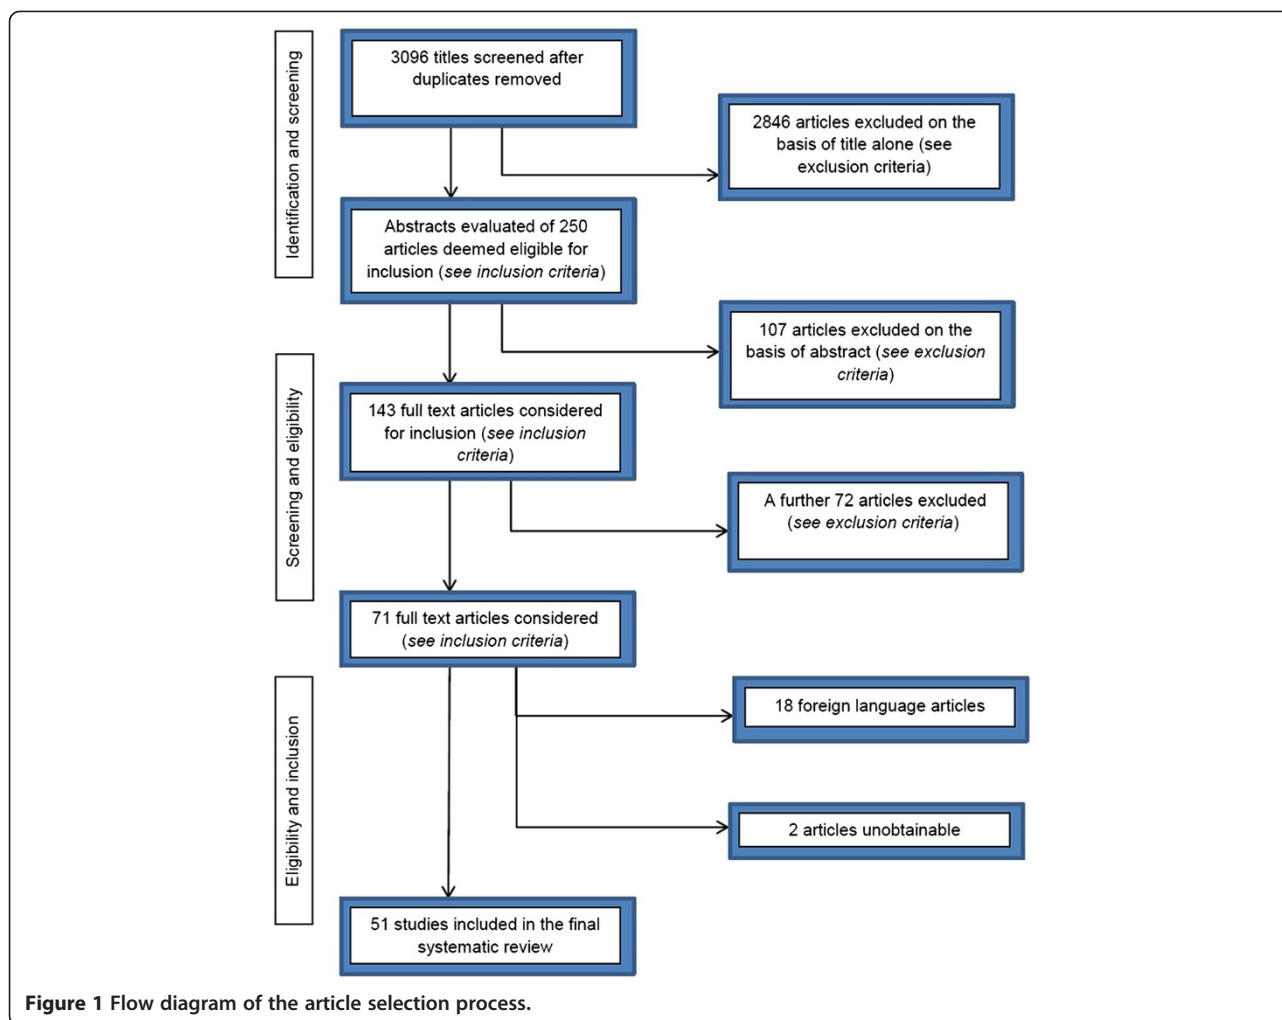 Identification and screening
3096 titles screened after
duplicates removed
2846 articles excluded on the
basis of title alone (see
exclusion criteria)
Abstracts evaluated of 250
articles deemed eligible for
inclusion (see inclusion criteria)
107 articles excluded on the
basis of abstract (see exclusion
criteria)
Screening and eligibility
143 full text articles considered
for inclusion (see inclusion
criteria)
A further 72 articles excluded
(see exclusion criteria)
71 full text articles considered
(see inclusion criteria)
Eligibility and inclusion
18 foreign language articles
2 articles unobtainable
51 studies included in the final
systematic review
Figure 1 Flow diagram of the article selection process.